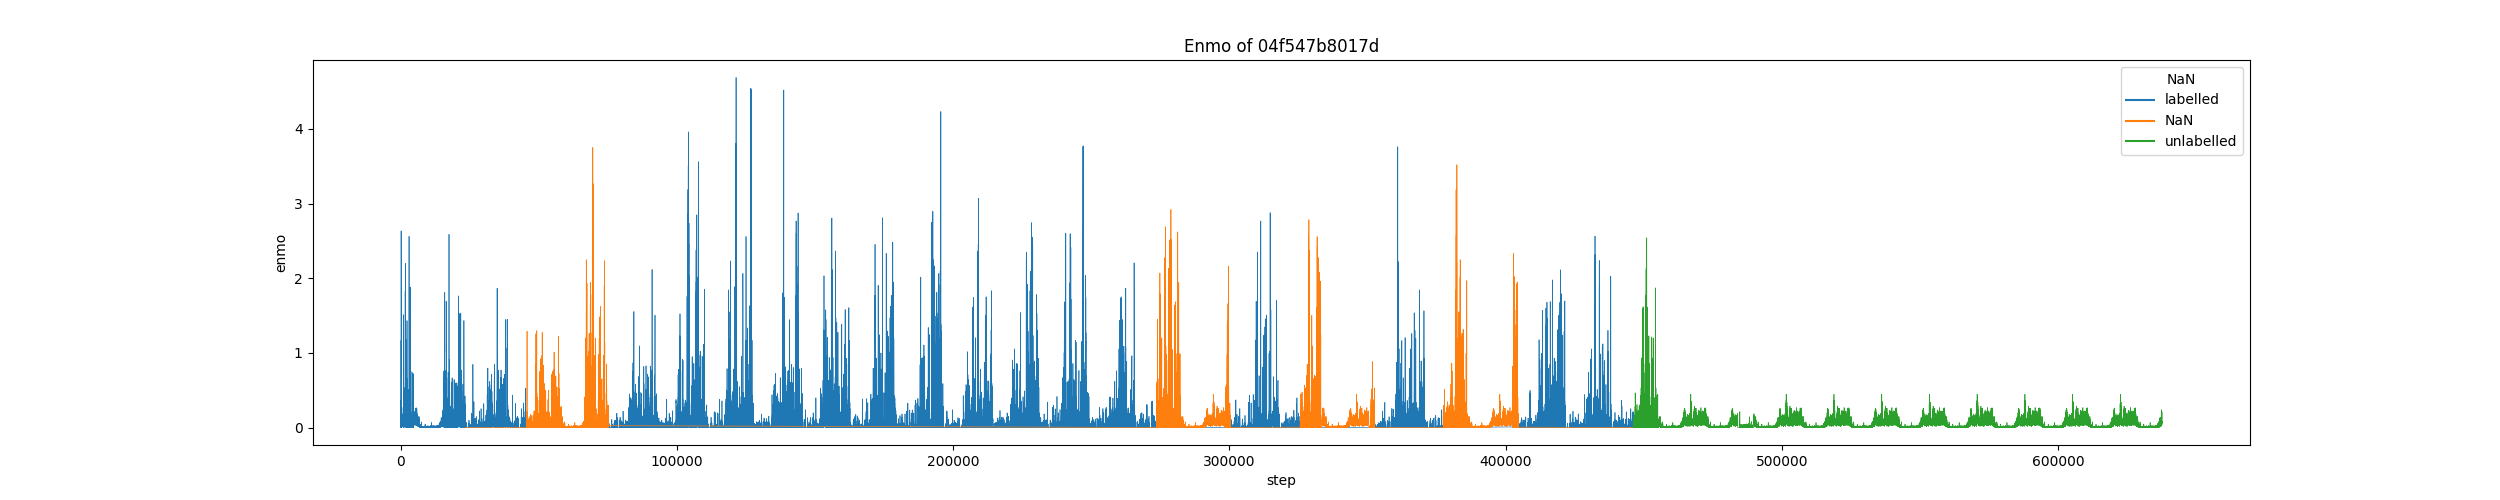 Enmo of 04f547b8017d
NaN
labelled
NaN
unlabelled
enmo
4
3
2
1
0
0
100000
200000
300000
400000
500000
600000
step